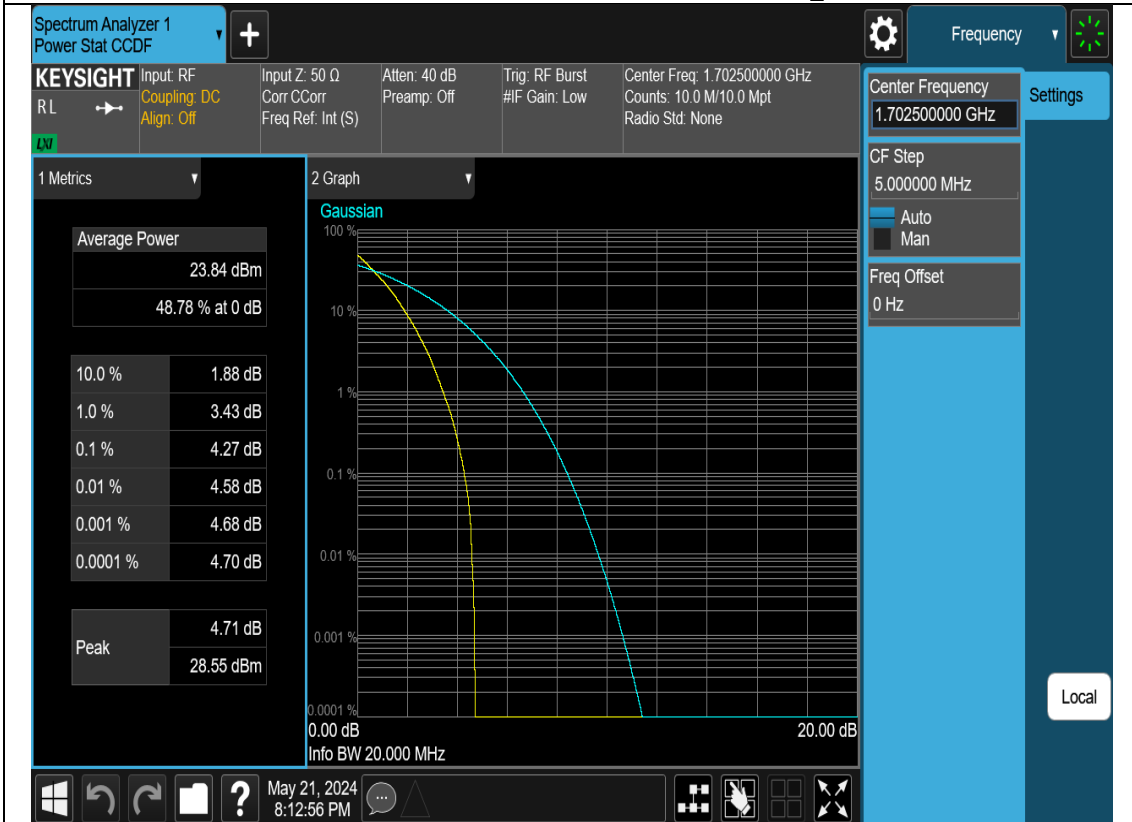 Spectrum Analyzer 1
Power Stat CCDF
Frequency
KEYSIGHT
RL
LXI
Input: RF
Coupling: DC
Align: Off
Input Z: 50 Ω
Corr CCorr
Freq Ref: Int (S)
Atten: 40 dB
Preamp: Off
Trig: RF Burst
#IF Gain: Low
Center Freq: 1.702500000 GHz
Counts: 10.0 M/10.0 Mpt
Radio Std: None
1 Metrics
Average Power
23.84 dBm
48.78 % at 0 dB
10.0 % 1.88 dB
1.0 % 3.43 dB
0.1 % 4.27 dB
0.01 % 4.58 dB
0.001 % 4.68 dB
0.0001 % 4.70 dB
Peak
4.71 dB
28.55 dBm
2 Graph
Gaussian
100 %
10 %
1 %
0.1 %
0.01 %
0.001 %
0.0001 %
0.00 dB 20.00 dB
Info BW 20.000 MHz
Center Frequency
1.702500000 GHz
Settings
CF Step
5.000000 MHz
Auto
Man
Freq Offset
0 Hz
Local
?
May 21, 2024
8:12:56 PM